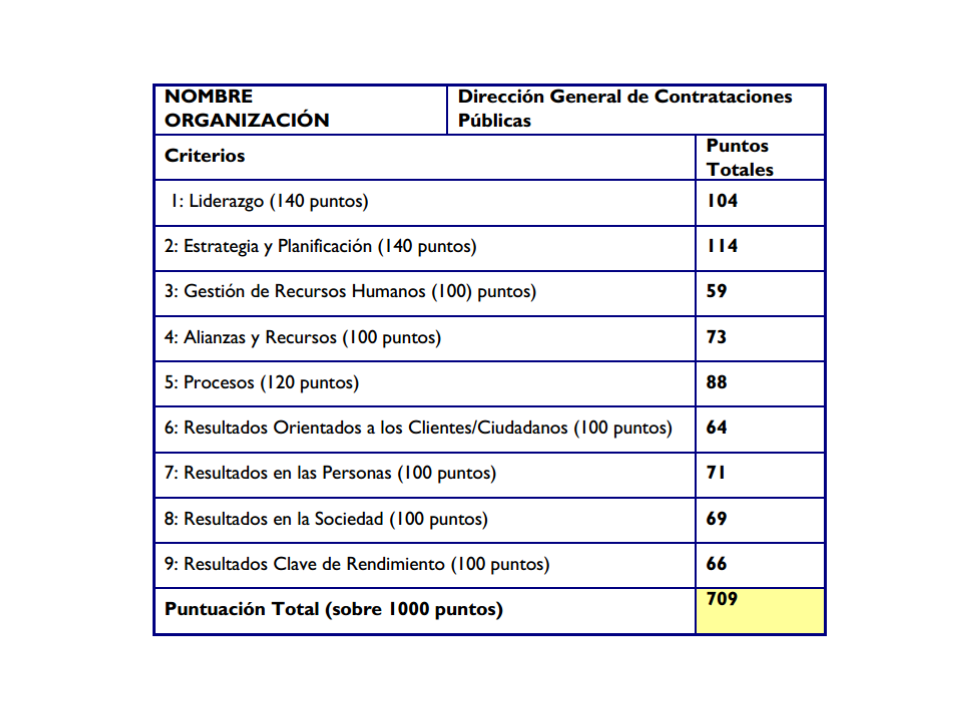 NOMBRE
ORGANIZACIÓN
Dirección General de Contrataciones
Públicas
Criterios
Puntos
Totales
1: Liderazgo (140 puntos)
104
2: Estrategia y Planificación (140 puntos)
114
3: Gestión de Recursos Humanos (100) puntos)
59
4: Alianzas y Recursos (100 puntos)
73
5: Procesos (120 puntos)
88
6: Resultados Orientados a los Clientes/Ciudadanos (100 puntos)
64
7: Resultados en las Personas (100 puntos)
71
8: Resultados en la Sociedad (100 puntos)
69
9: Resultados Clave de Rendimiento (100 puntos)
66
Puntuación Total (sobre 1000 puntos)
709